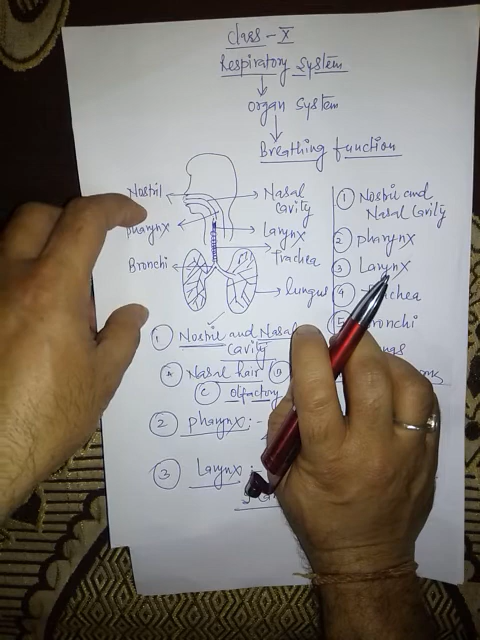 Class - X
Respiratory System
organ system
Breathing function
Nostril
pharynx
Bronchi
Nasal
Cavity
Larynx
trachea
lungus
① Nostril and
Nasal Cavity
② pharynx
③ Larynx
④ trachea
⑤ Bronchi
① Nostril and Nasal
Cavity
Ⓐ Nasal hair Ⓑ
Ⓒ olfactory
② pharynx:-
③ Larynx